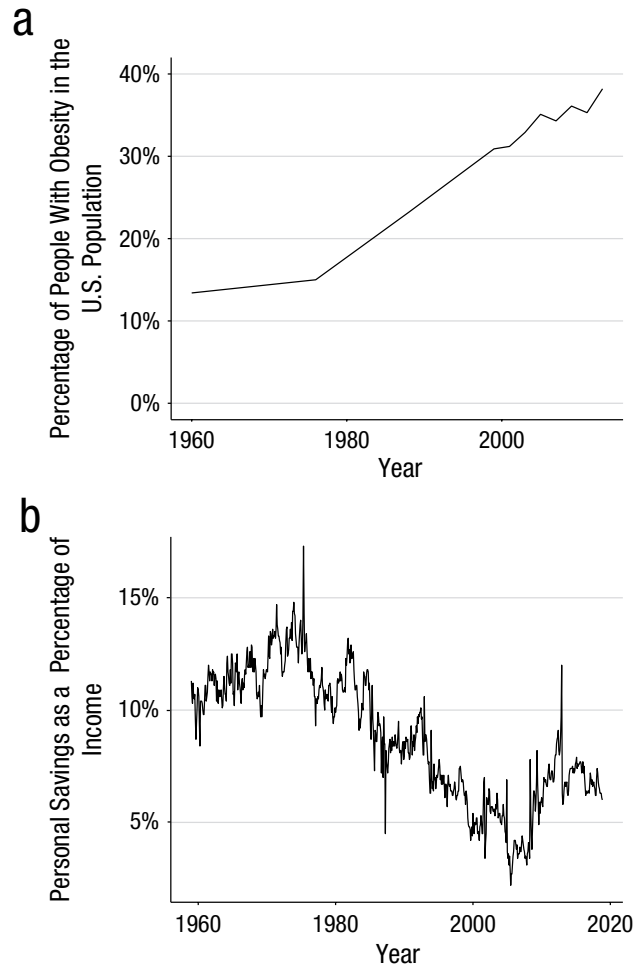 a
Percentage of People With Obesity in the
U.S. Population
40%
30%
20%
10%
0%
1960 1980 2000
Year
b
Personal Savings as a Percentage of
Income
15%
10%
5%
1960 1980 2000 2020
Year